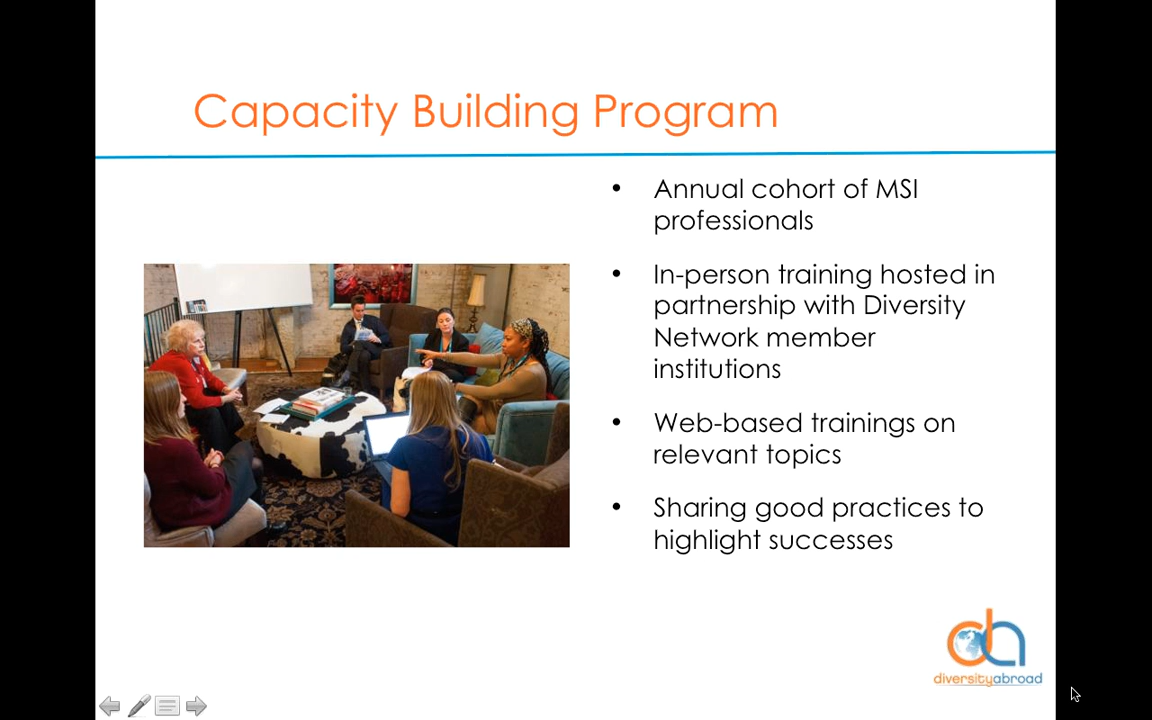 Capacity Building Program
• Annual cohort of MSI
professionals
• In-person training hosted in
partnership with Diversity
Network member
institutions
• Web-based trainings on
relevant topics
• Sharing good practices to
highlight successes
da
diversityabroad